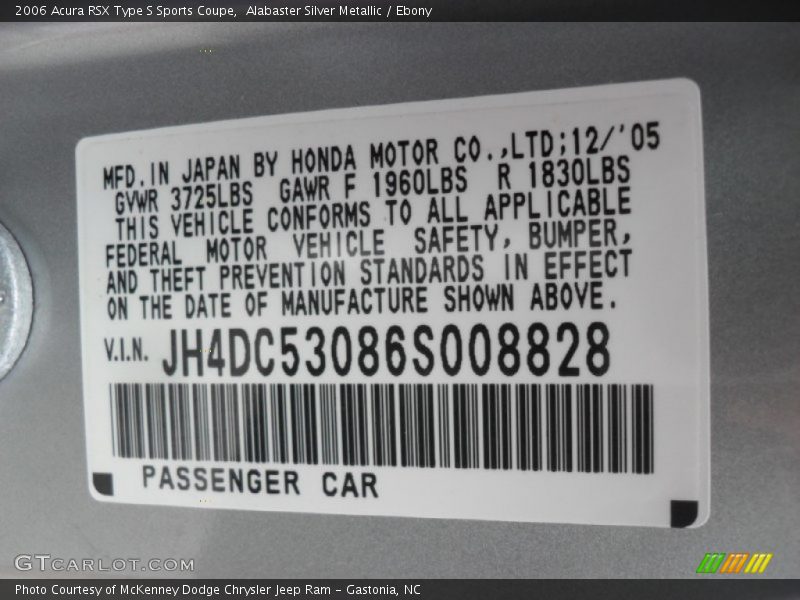 2006 Acura RSX Type S Sports Coupe,  Alabaster Silver Metallic / Ebony
MFD. IN JAPAN BY HONDA MOTOR CO.,LTD;12/'05
GVWR 3725LBS GAWR F 1960LBS R 1830LBS
THIS VEHICLE CONFORMS TO ALL APPLICABLE
FEDERAL MOTOR VEHICLE SAFETY, BUMPER,
AND THEFT PREVENTION STANDARDS IN EFFECT
ON THE DATE OF MANUFACTURE SHOWN ABOVE.
V.I.N. JH4DC53086S008828
PASSENGER CAR
GTCARLOT.COM
Photo Courtesy of McKenney Dodge Chrysler Jeep Ram – Gastonia, NC